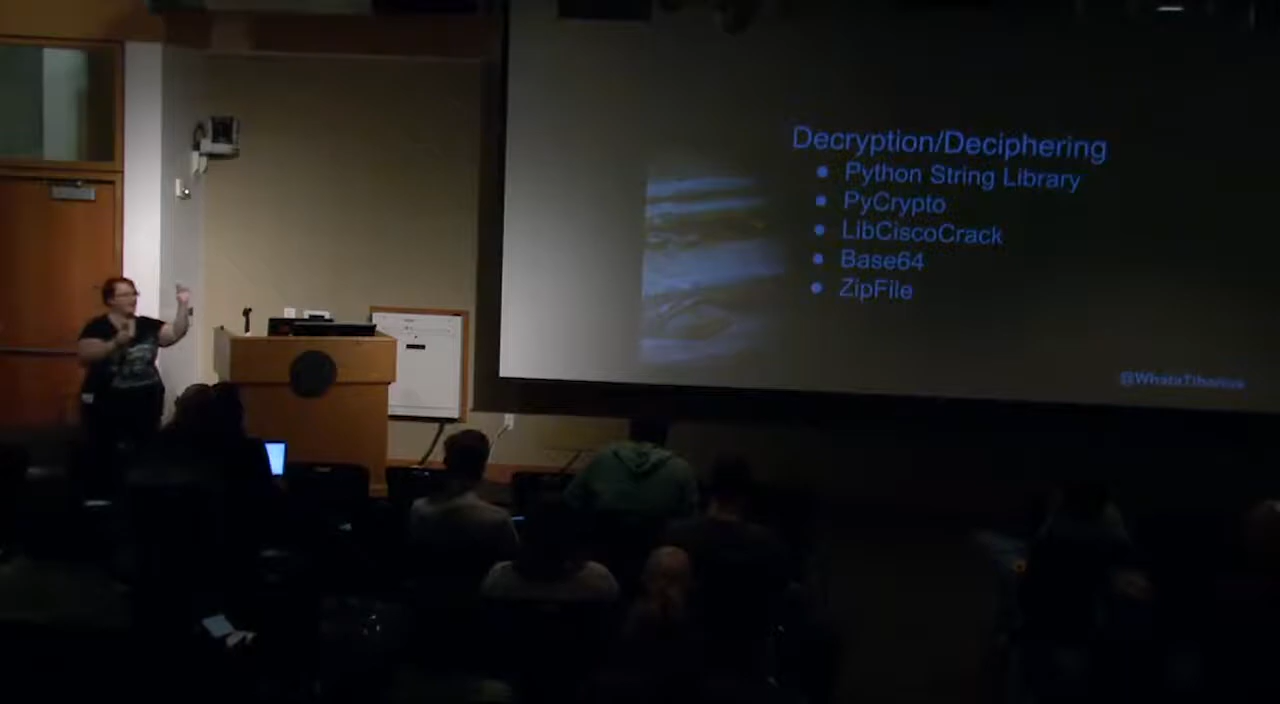 Decryption/Deciphering
• Python String Library
• PyCrypto
• LibCiscoCrack
• Base64
• ZipFile